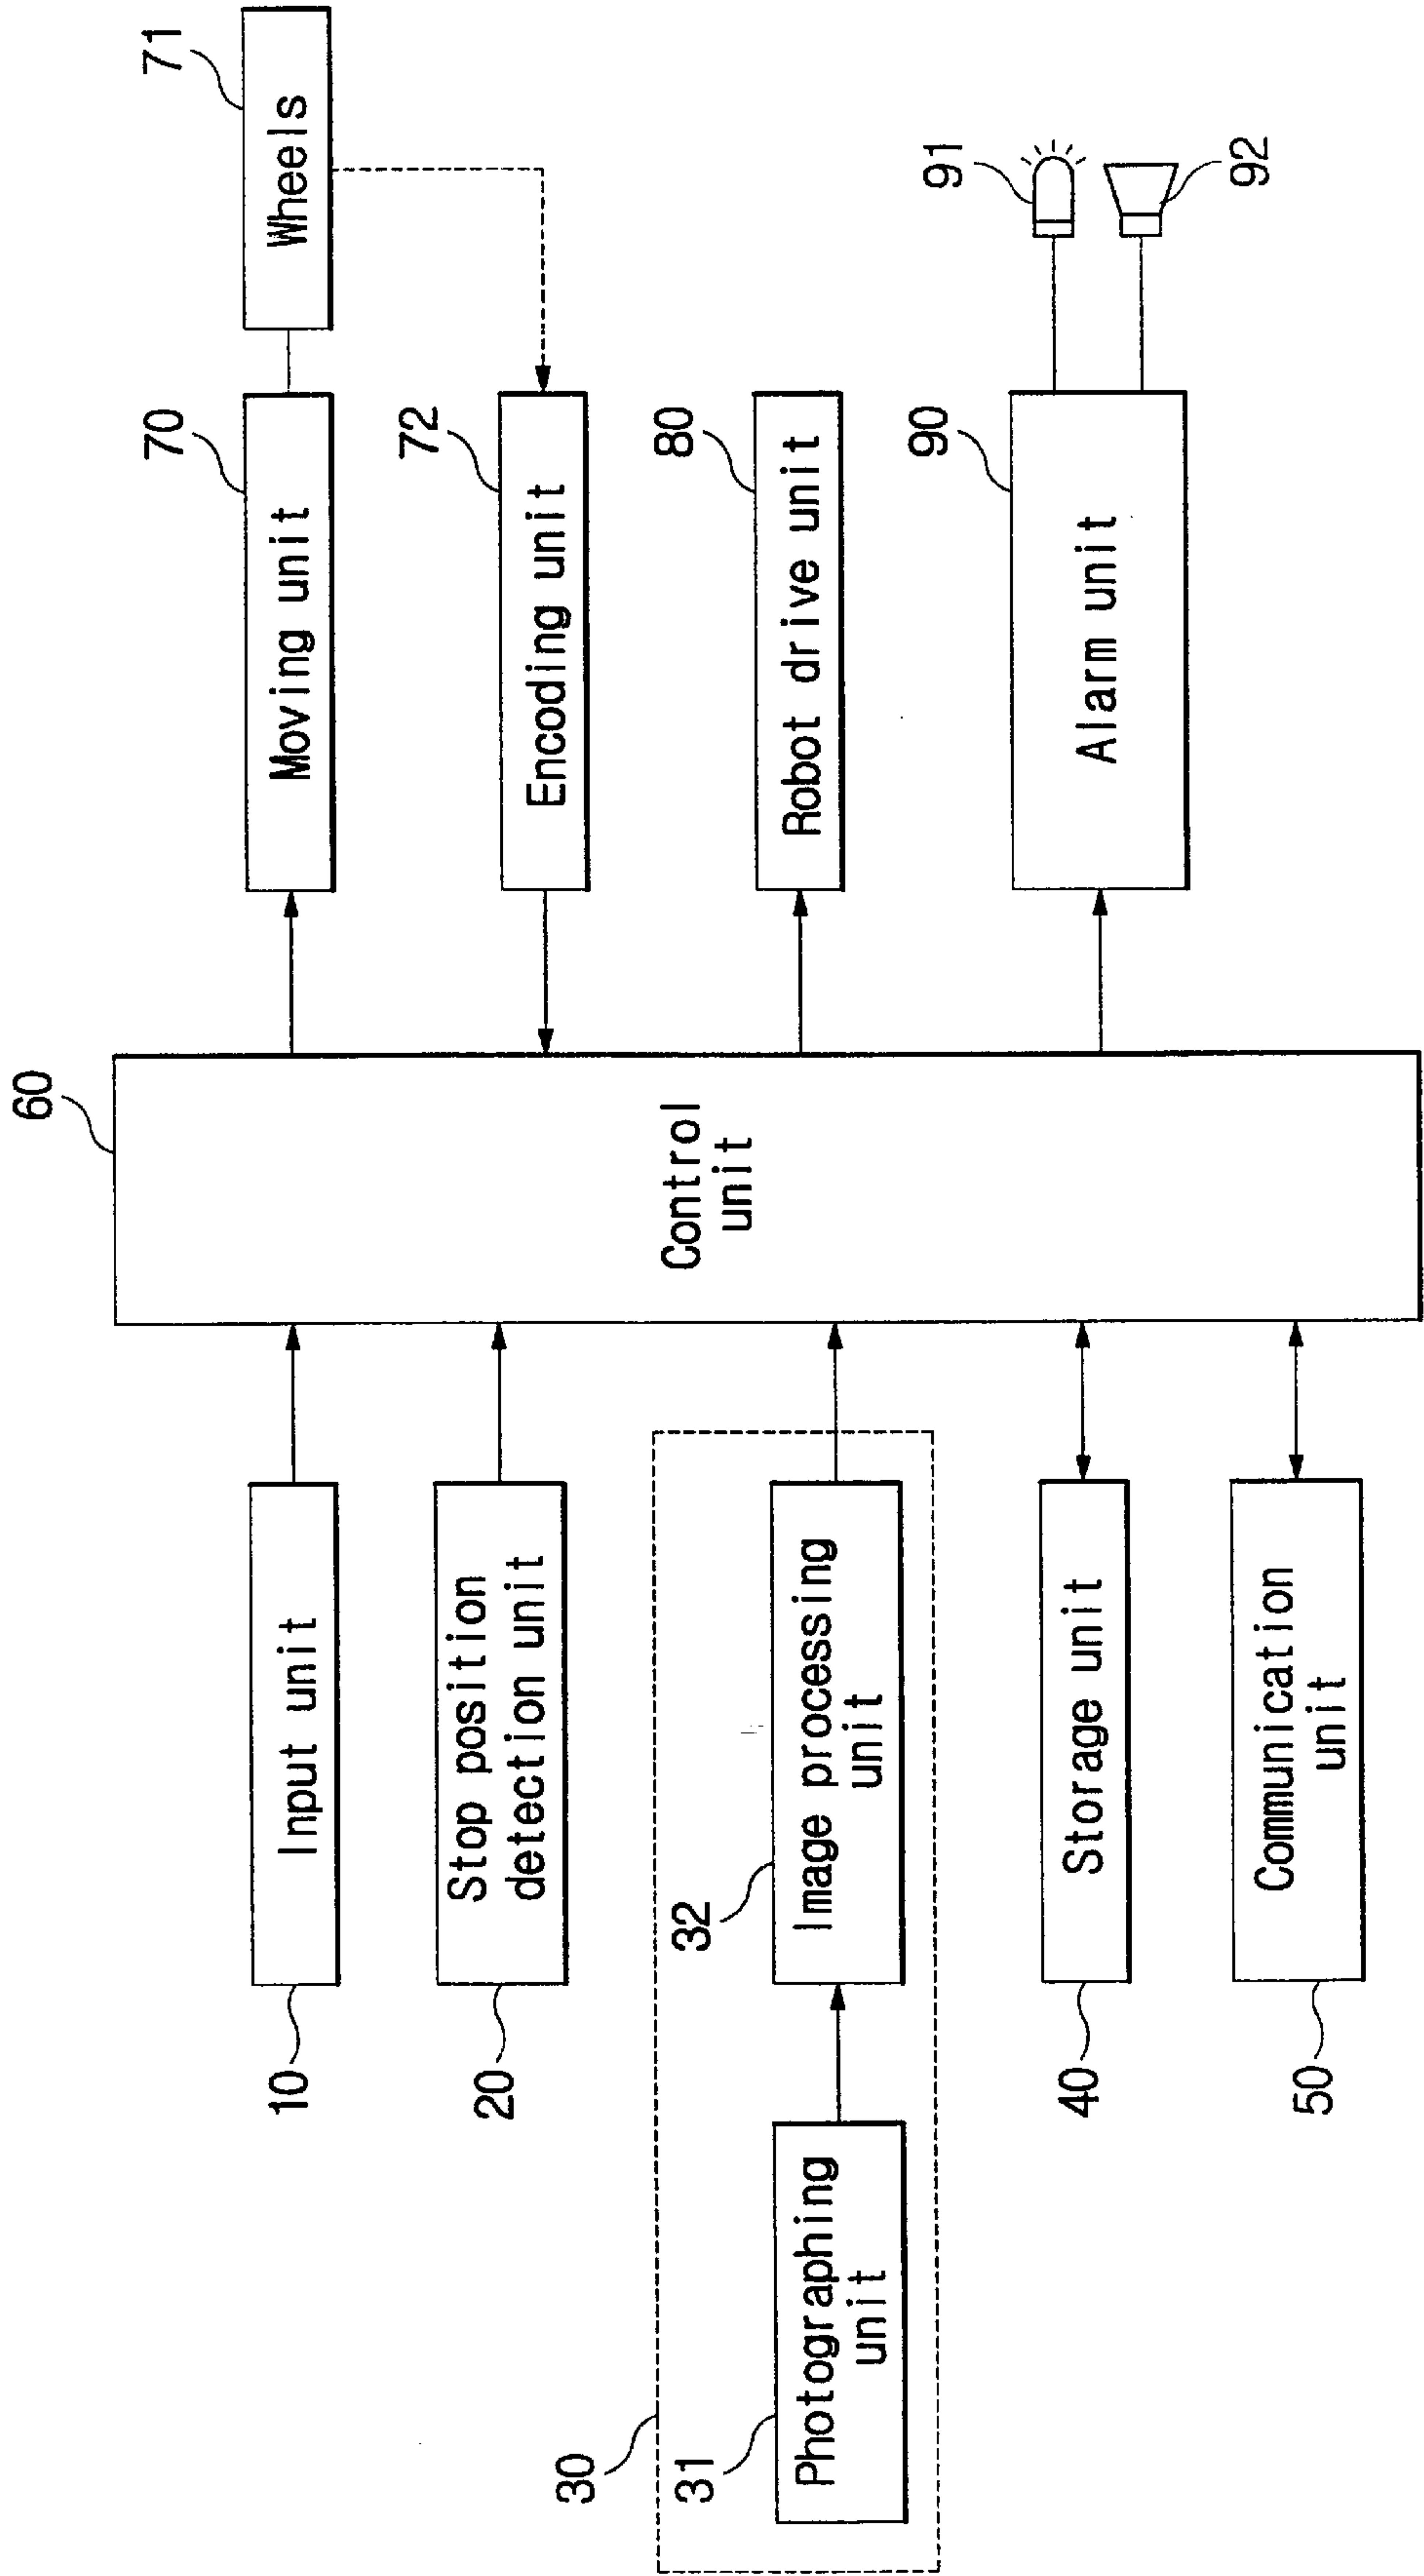 60
10
Input unit
20
Stop position
detection unit
30
31
Photographing
unit
32
Image processing
unit
40
Storage unit
50
Communication
unit
Control
unit
70
Moving unit
71
Wheels
72
Encoding unit
80
Robot drive unit
90
Alarm unit
91
92